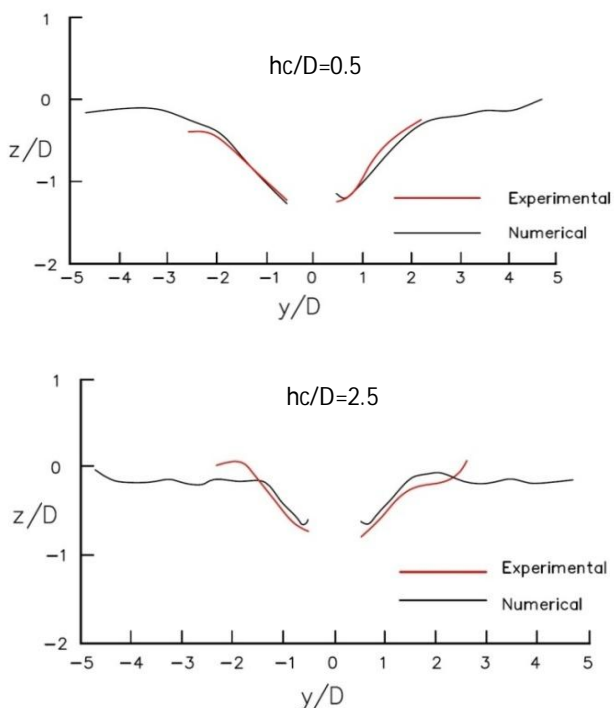 hc/D=0.5
1
0
z/D
-1
-2
Experimental
Numerical
-5 -4 -3 -2 -1 0 1 2 3 4 5
y/D
hc/D=2.5
1
0
z/D
-1
-2
Experimental
Numerical
-5 -4 -3 -2 -1 0 1 2 3 4 5
y/D